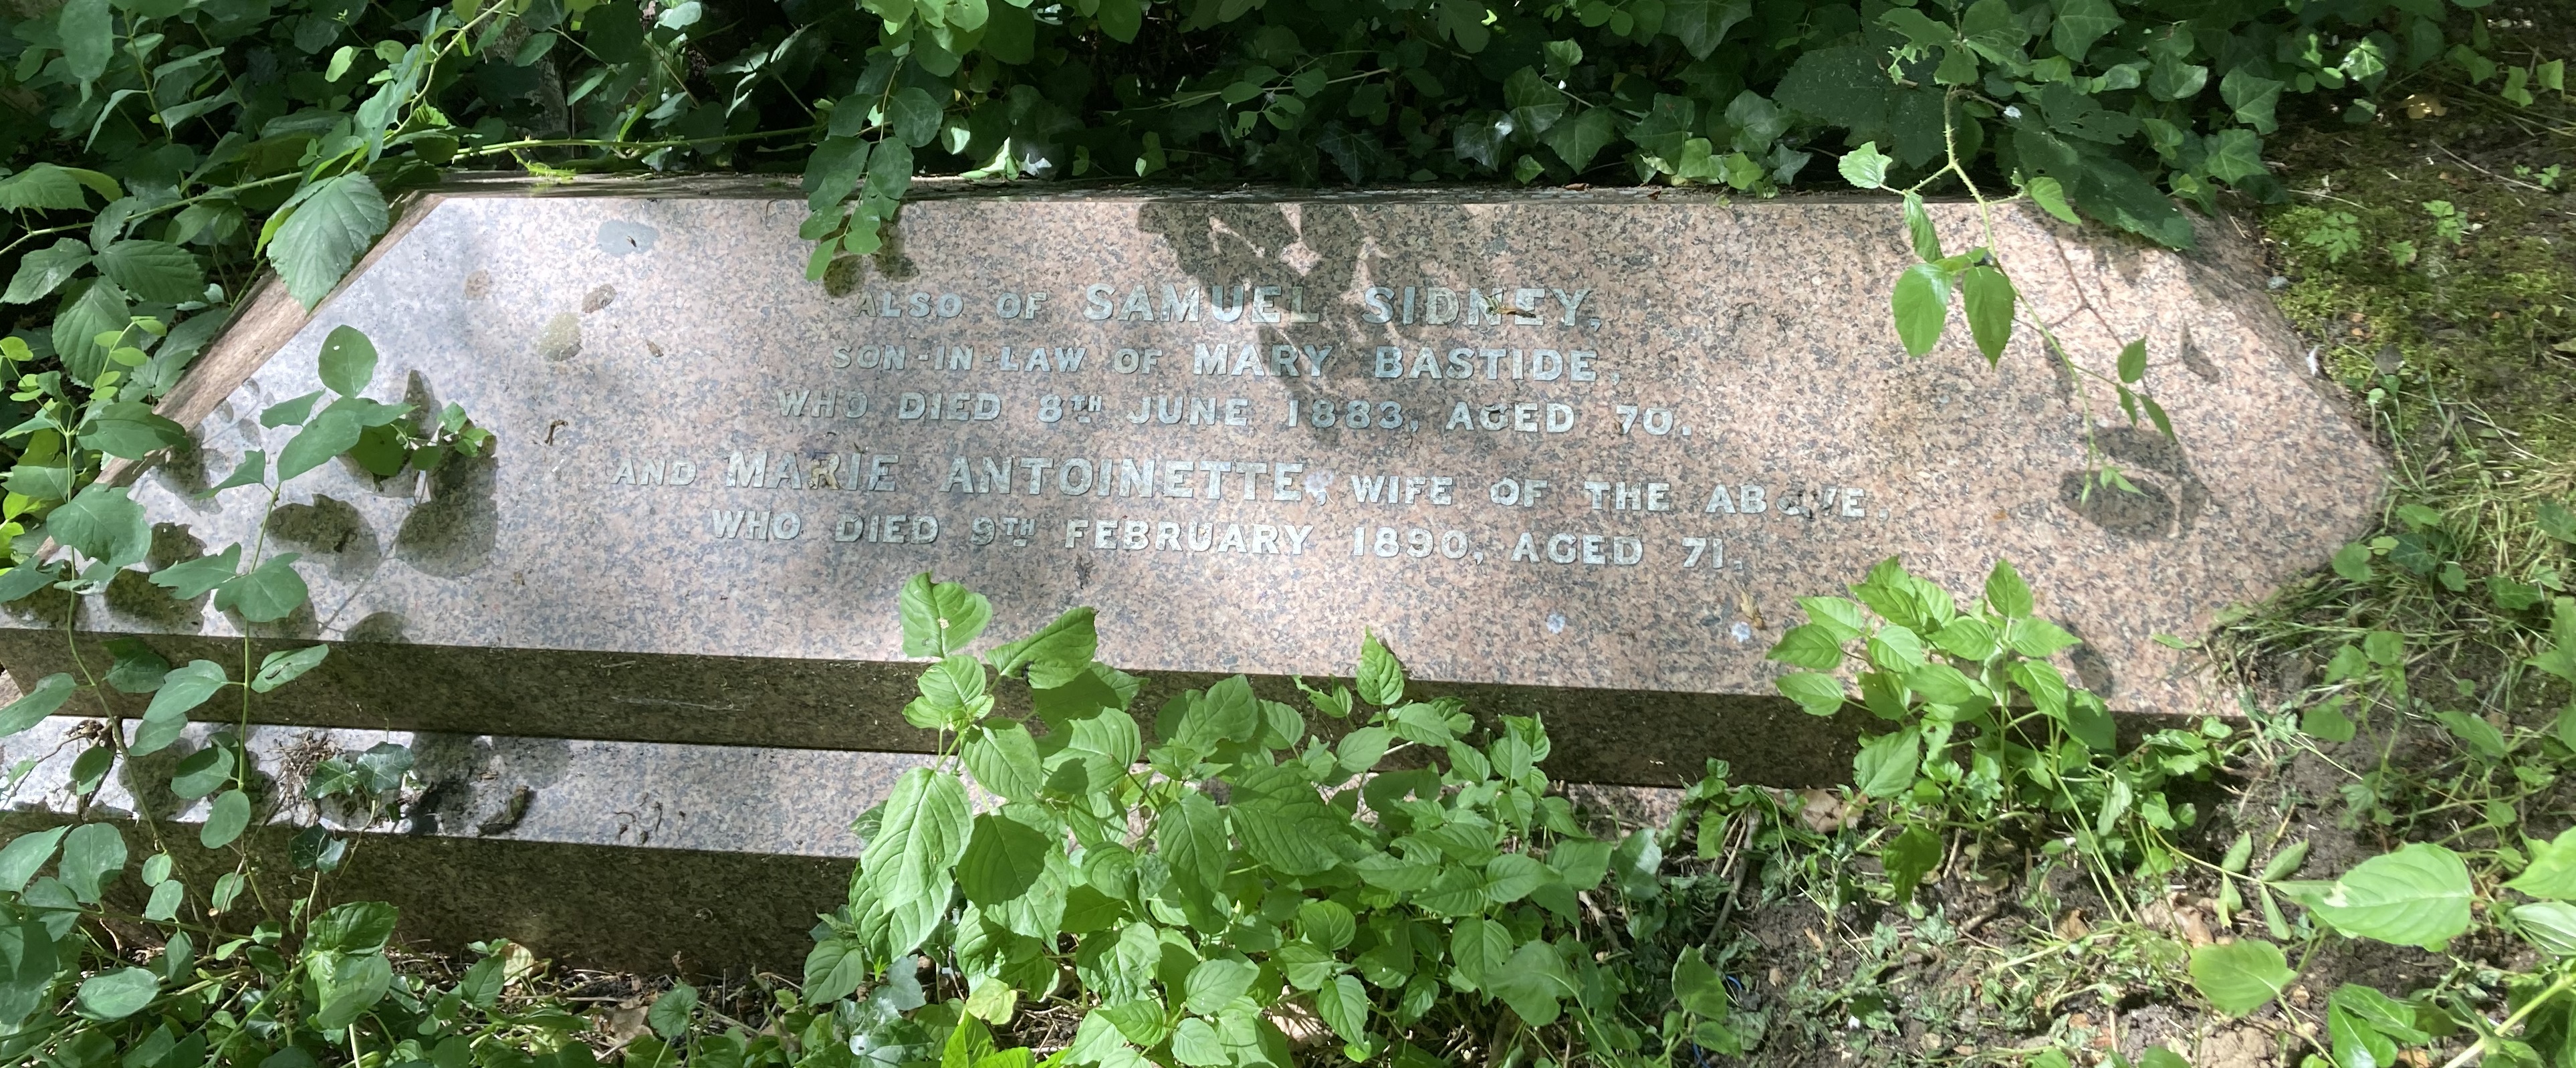 ALSO OF SAMUEL SIDNEY,
SON-IN-LAW OF MARY BASTIDE,
WHO DIED 8TH JUNE 1883, AGED 70.
AND MARIE ANTOINETTE, WIFE OF THE ABOVE,
WHO DIED 9TH FEBRUARY 1890, AGED 71.